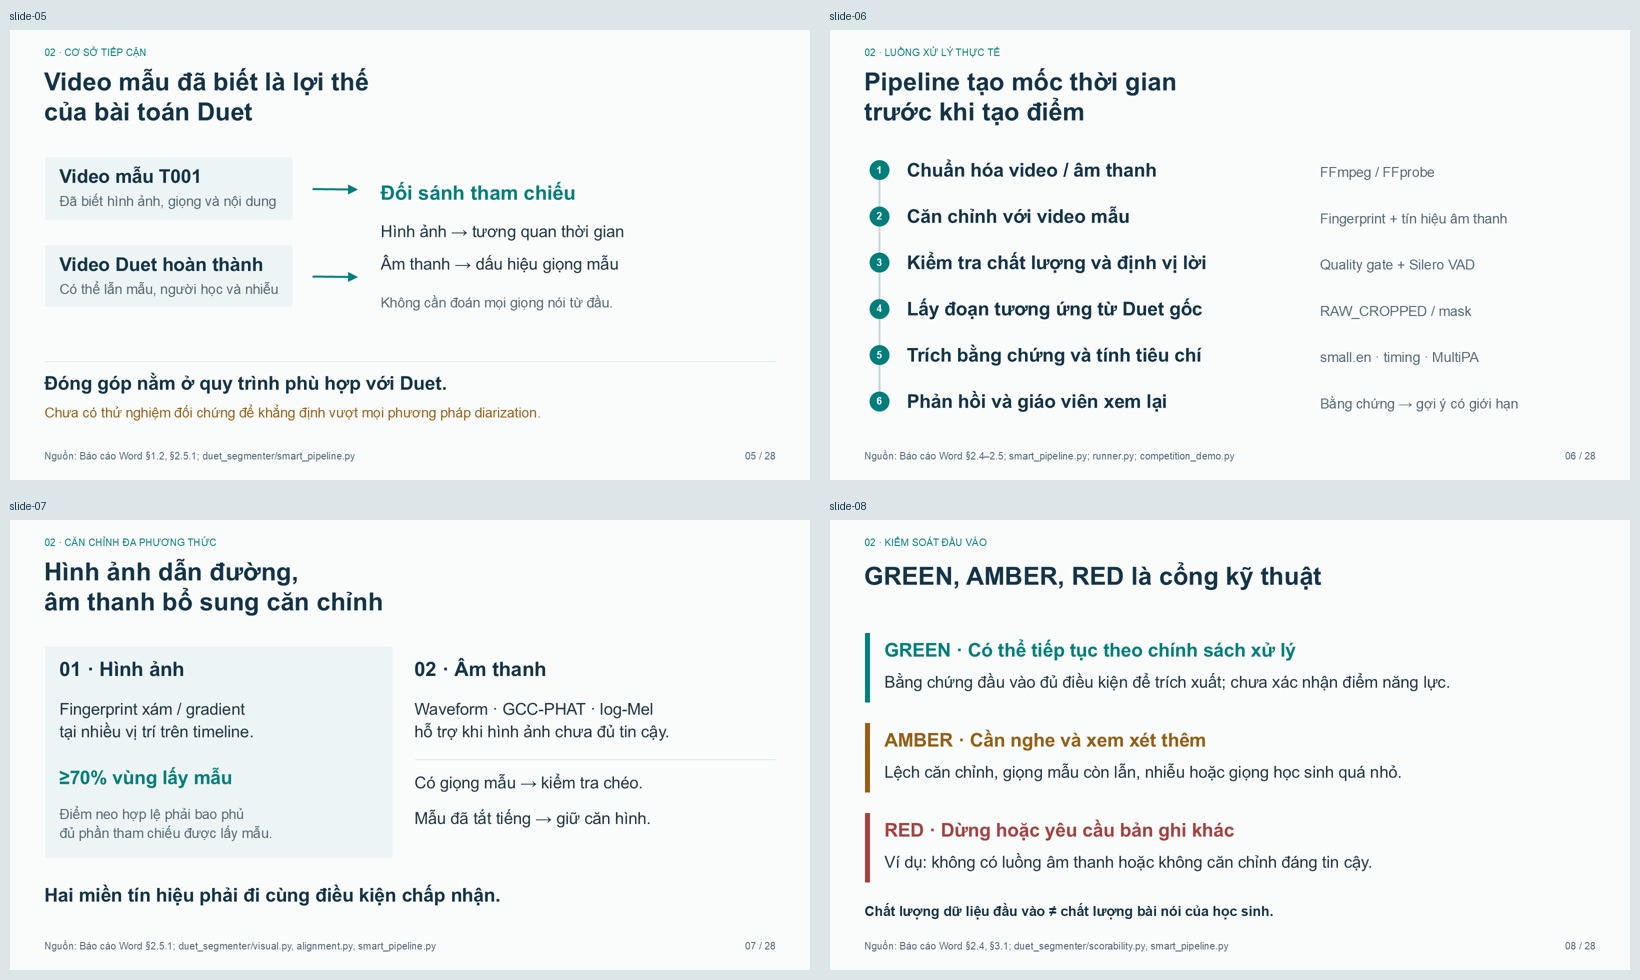 slide-05
02 · CƠ SỞ TIẾP CẬN
Video mẫu đã biết là lợi thế
của bài toán Duet
Video mẫu T001
Đã biết hình ảnh, giọng và nội dung
Video Duet hoàn thành
Có thể lẫn mẫu, người học và nhiễu
Đối sánh tham chiếu
Hình ảnh → tương quan thời gian
Âm thanh → dấu hiệu giọng mẫu
Không cần đoán mọi giọng nói từ đầu.
Đóng góp nằm ở quy trình phù hợp với Duet.
Chưa có thử nghiệm đối chứng để khẳng định vượt mọi phương pháp diarization.
Nguồn: Báo cáo Word §1.2, §2.5.1; duet_segmenter/smart_pipeline.py
05 / 28
slide-06
02 · LUỒNG XỬ LÝ THỰC TẾ
Pipeline tạo mốc thời gian
trước khi tạo điểm
1 Chuẩn hóa video / âm thanh FFmpeg / FFprobe
2 Căn chỉnh với video mẫu Fingerprint + tín hiệu âm thanh
3 Kiểm tra chất lượng và định vị lời Quality gate + Silero VAD
4 Lấy đoạn tương ứng từ Duet gốc RAW_CROPPED / mask
5 Trích bằng chứng và tính tiêu chí small.en · timing · MultiPA
6 Phản hồi và giáo viên xem lại Bằng chứng → gợi ý có giới hạn
Nguồn: Báo cáo Word §2.4–2.5; smart_pipeline.py; runner.py; competition_demo.py
06 / 28
slide-07
02 · CĂN CHỈNH ĐA PHƯƠNG THỨC
Hình ảnh dẫn đường,
âm thanh bổ sung căn chỉnh
01 · Hình ảnh
Fingerprint xám / gradient
tại nhiều vị trí trên timeline.
≥70% vùng lấy mẫu
Điểm neo hợp lệ phải bao phủ
đủ phần tham chiếu được lấy mẫu.
02 · Âm thanh
Waveform · GCC-PHAT · log-Mel
hỗ trợ khi hình ảnh chưa đủ tin cậy.
Có giọng mẫu → kiểm tra chéo.
Mẫu đã tắt tiếng → giữ căn hình.
Hai miền tín hiệu phải đi cùng điều kiện chấp nhận.
Nguồn: Báo cáo Word §2.5.1; duet_segmenter/visual.py, alignment.py, smart_pipeline.py
07 / 28
slide-08
02 · KIỂM SOÁT ĐẦU VÀO
GREEN, AMBER, RED là cổng kỹ thuật
GREEN · Có thể tiếp tục theo chính sách xử lý
Bằng chứng đầu vào đủ điều kiện để trích xuất; chưa xác nhận điểm năng lực.
AMBER · Cần nghe và xem xét thêm
Lệch căn chỉnh, giọng mẫu còn lẫn, nhiễu hoặc giọng học sinh quá nhỏ.
RED · Dừng hoặc yêu cầu bản ghi khác
Ví dụ: không có luồng âm thanh hoặc không căn chỉnh đáng tin cậy.
Chất lượng dữ liệu đầu vào ≠ chất lượng bài nói của học sinh.
Nguồn: Báo cáo Word §2.4, §3.1; duet_segmenter/scorability.py, smart_pipeline.py
08 / 28